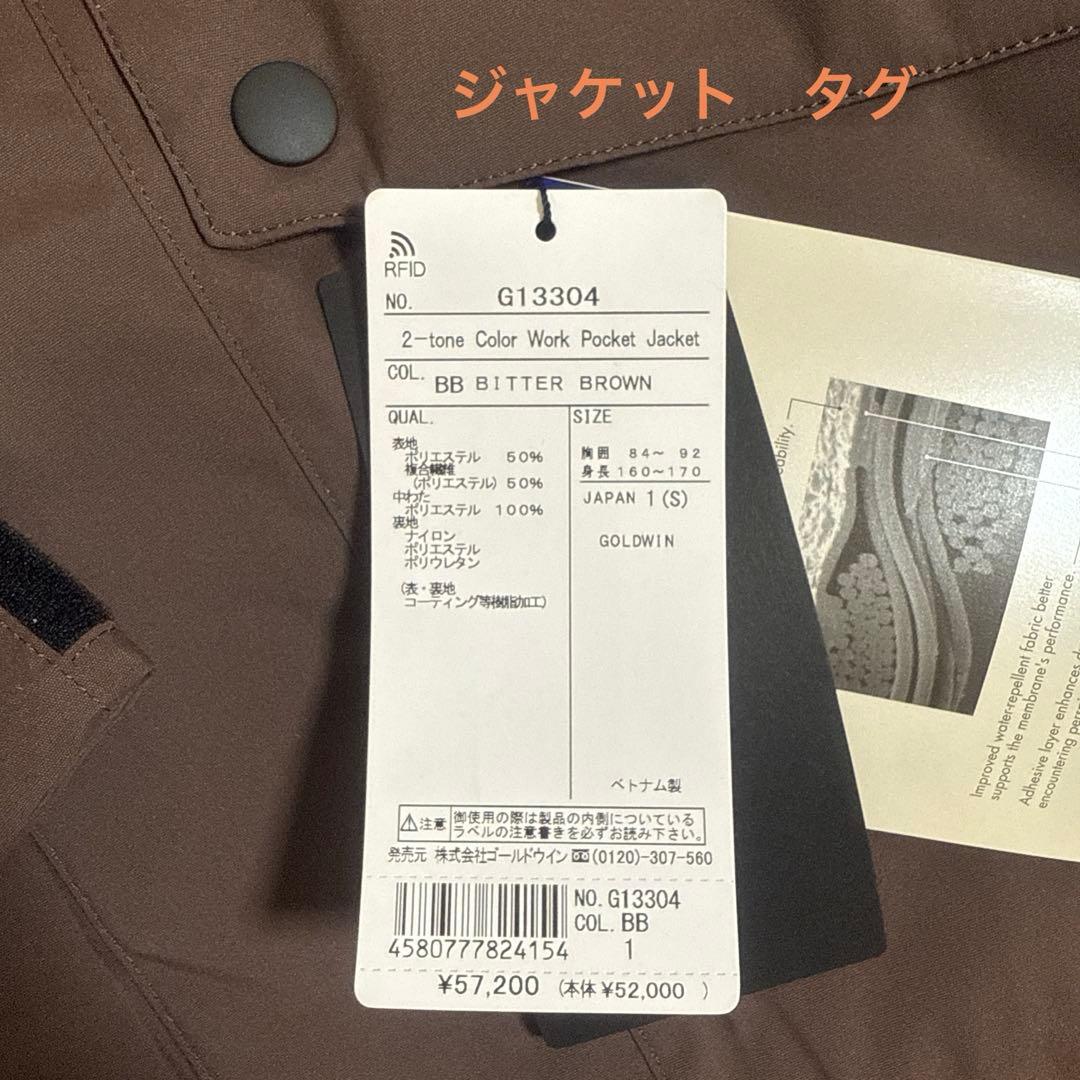 ジャケット　タグ
RFID
NO. G13304
2-tone Color Work Pocket Jacket
COL. BB BITTER BROWN
QUAL.
表地
ポリエステル 50%
複合繊維
(ポリエステル) 50%
中わた
ポリエステル 100%
裏地
ナイロン
ポリエステル
ポリウレタン
(表・裏地
コーティング等樹脂加工)
SIZE
胸囲 84～ 92
身長 160～170
JAPAN 1 (S)
GOLDWIN
ベトナム製
注意 御使用の際は製品の内側についている
ラベルの注意書きを必ずお読み下さい。
発売元 株式会社ゴールドウイン (0120)-307-560
4580777824154
NO. G13304
COL. BB
1
¥57,200 (本体 ¥52,000 )
Improved water-repellent fabric better
supports the membrane's performance.
Adhesive layer enhances
encountering